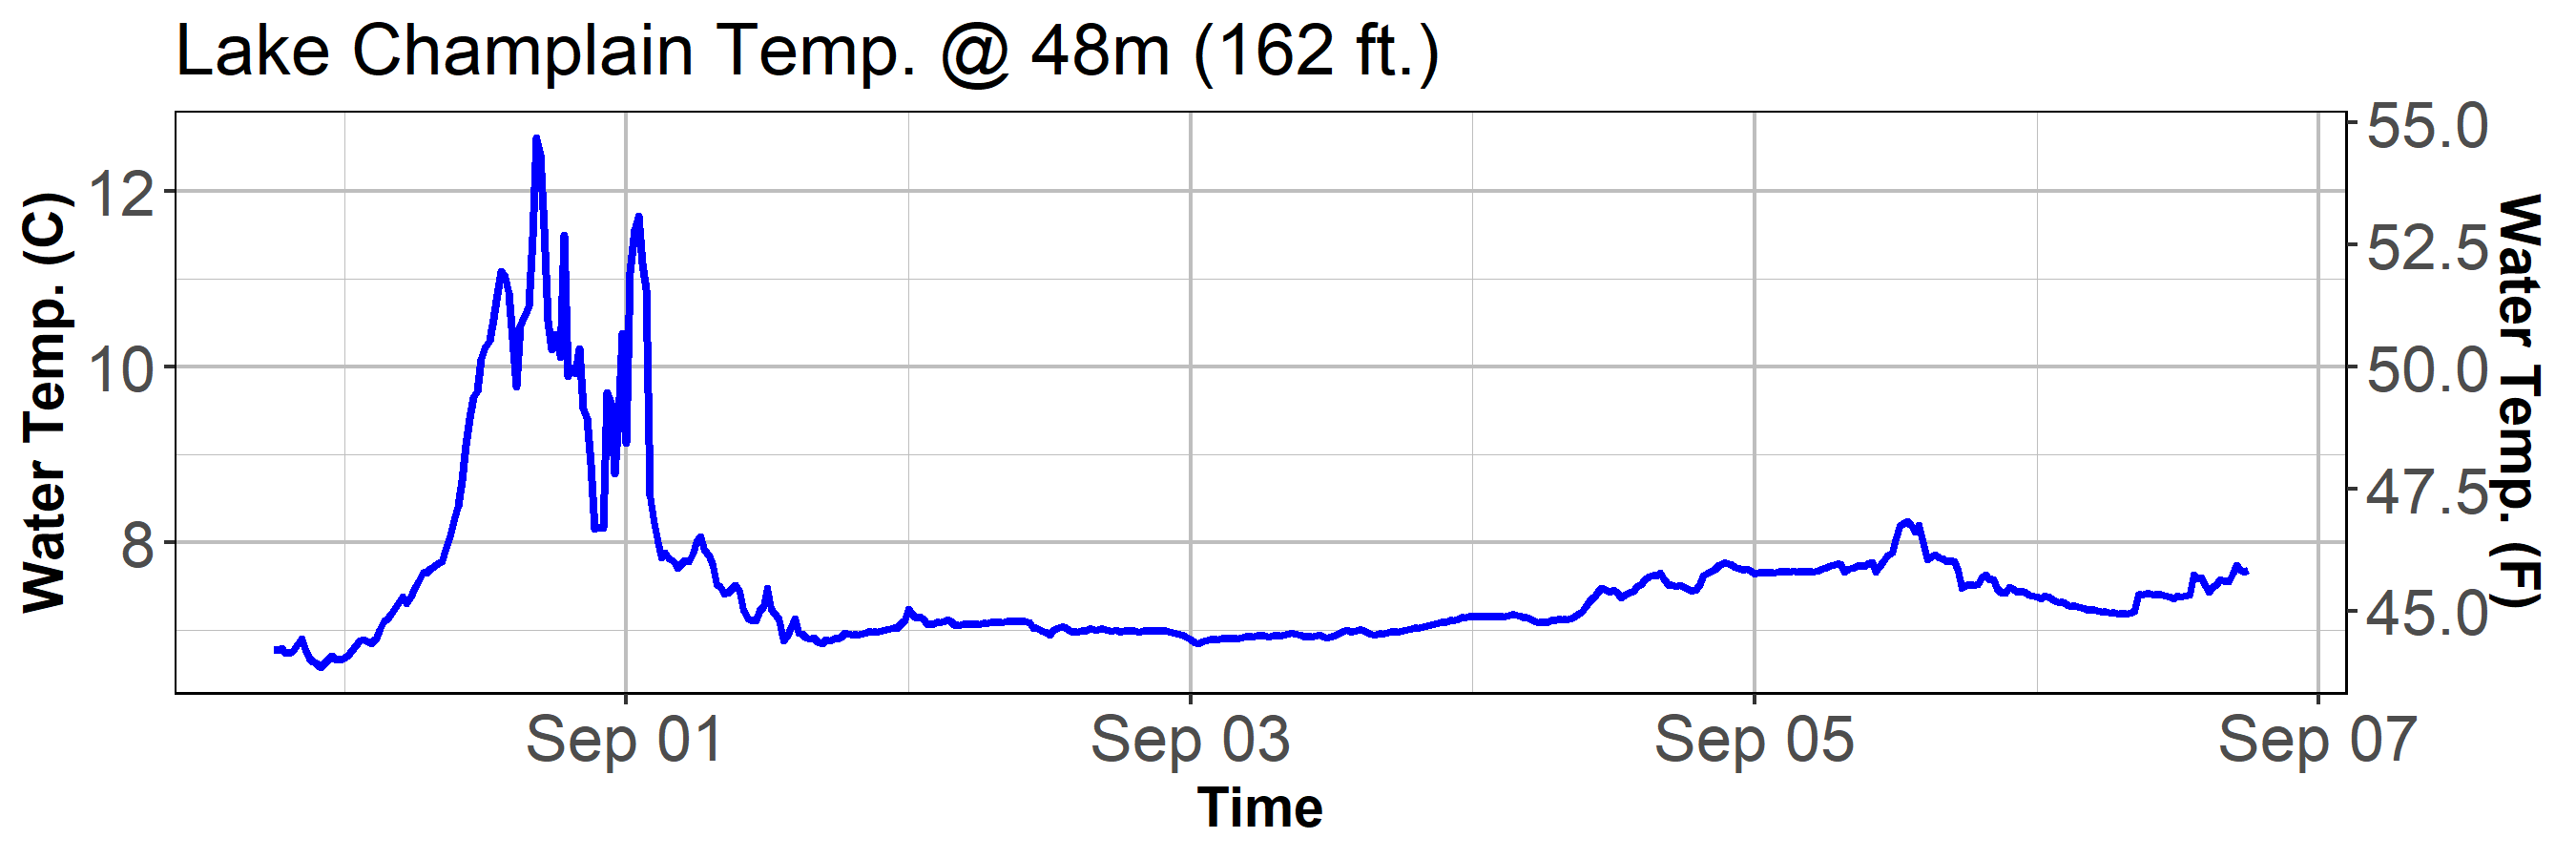 Lake Champlain Temp. @ 48m (162 ft.)
Water Temp. (C)
12
10
8
55.0
52.5
50.0
47.5
45.0
Water Temp. (F)
Sep 01
Sep 03
Sep 05
Sep 07
Time